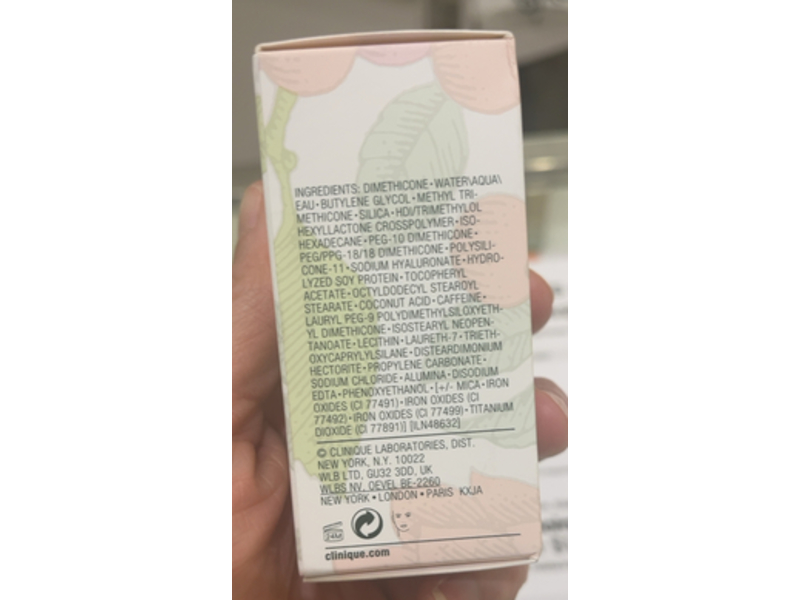 INGREDIENTS: DIMETHICONE•WATER\AQUA\
EAU•BUTYLENE GLYCOL•METHYL TRI-
METHICONE•SILICA•HDI/TRIMETHYLOL
HEXYLLACTONE CROSSPOLYMER•ISO-
HEXADECANE•PEG-10 DIMETHICONE•
PEG/PPG-18/18 DIMETHICONE•POLYSILI-
CONE-11•SODIUM HYALURONATE•HYDRO-
LYZED SOY PROTEIN•TOCOPHERYL
ACETATE•OCTYLDODECYL STEAROYL
STEARATE•COCONUT ACID•CAFFEINE•
LAURYL PEG-9 POLYDIMETHYLSILOXYETH-
YL DIMETHICONE•ISOSTEARYL NEOPEN-
TANOATE•LECITHIN•LAURETH-7•TRIETH-
OXYCAPRYLYLSILANE•DISTEARDIMONIUM
HECTORITE•PROPYLENE CARBONATE•
SODIUM CHLORIDE•ALUMINA•DISODIUM
EDTA•PHENOXYETHANOL•[+/- MICA•IRON
OXIDES (CI 77491)•IRON OXIDES (CI
77492)•IRON OXIDES (CI 77499)•TITANIUM
DIOXIDE (CI 77891)] [ILN48632]
© CLINIQUE LABORATORIES, DIST.
NEW YORK, N.Y. 10022
WLB LTD, GU32 3DD, UK
WLBS NV, OEVEL BE-2260
NEW YORK • LONDON • PARIS KXJA
24M
clinique.com